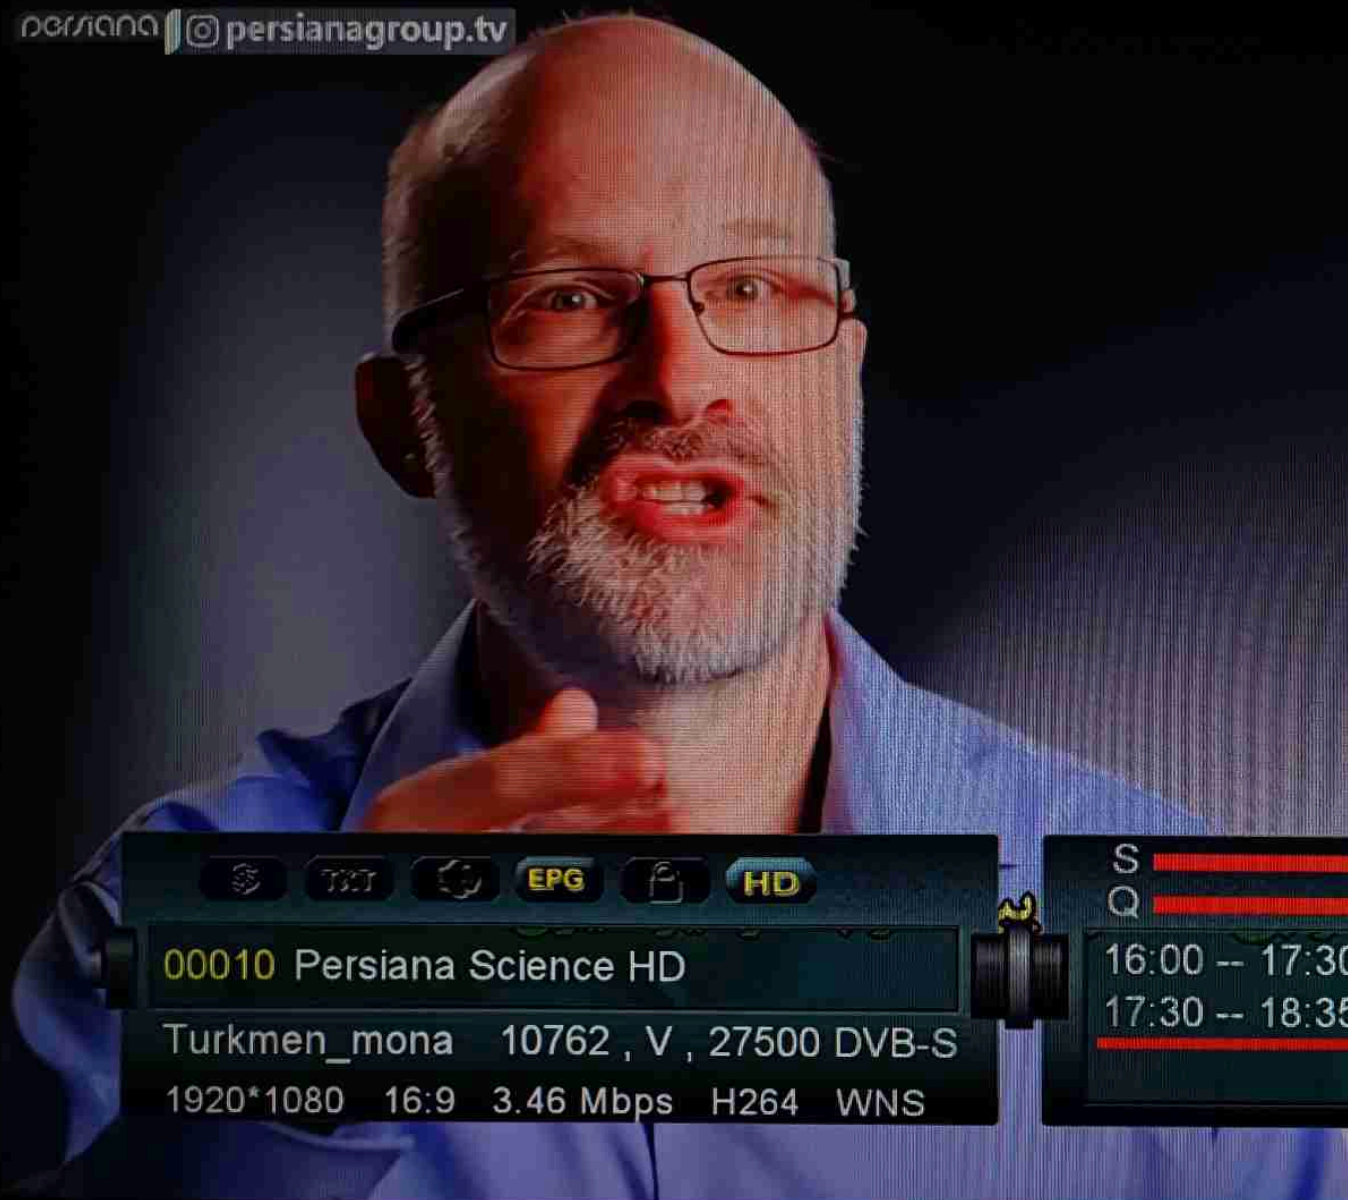 persiana persianagroup.tv
$ TXT EPG HD
S
Q
00010 Persiana Science HD
Turkmen_mona 10762 , V , 27500 DVB-S
1920*1080 16:9 3.46 Mbps H264 WNS
16:00 -- 17:30
17:30 -- 18:35